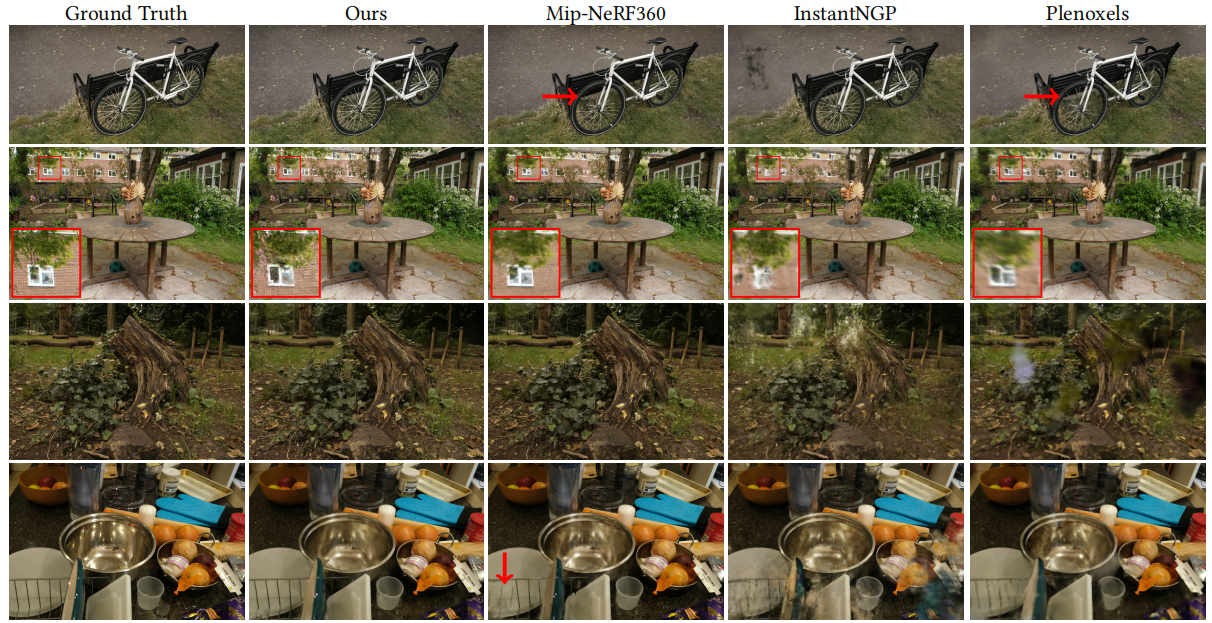 Ground Truth
Ours
Mip-NeRF360
InstantNGP
Plenoxels